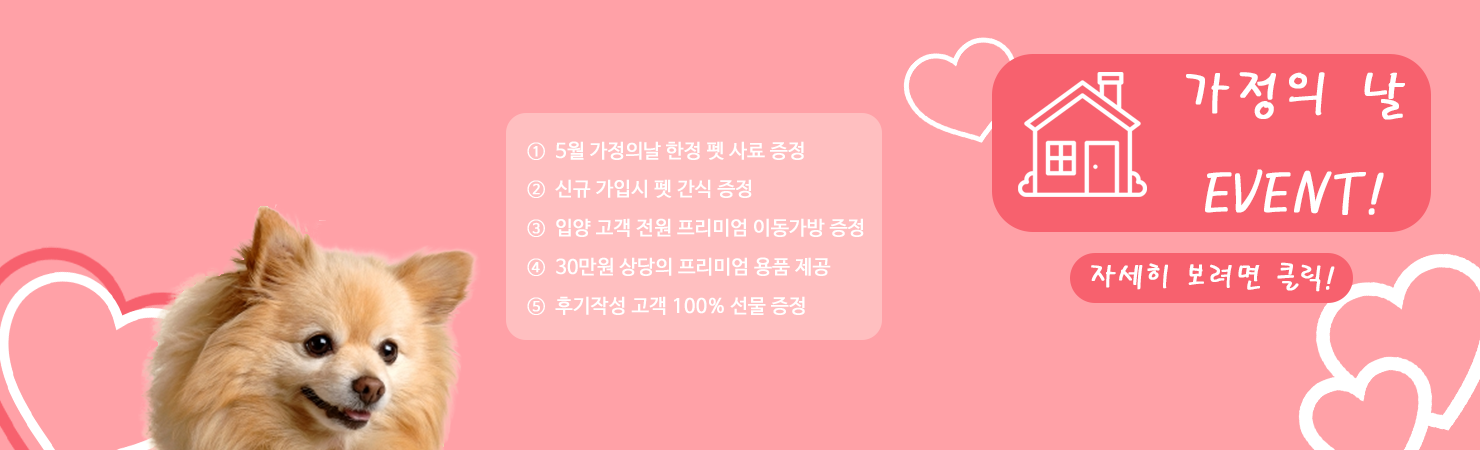 ① 5월 가정의날 한정 펫 사료 증정
② 신규 가입시 펫 간식 증정
③ 입양 고객 전원 프리미엄 이동가방 증정
④ 30만원 상당의 프리미엄 용품 제공
⑤ 후기작성 고객 100% 선물 증정
가정의 날
EVENT!
자세히 보려면 클릭!